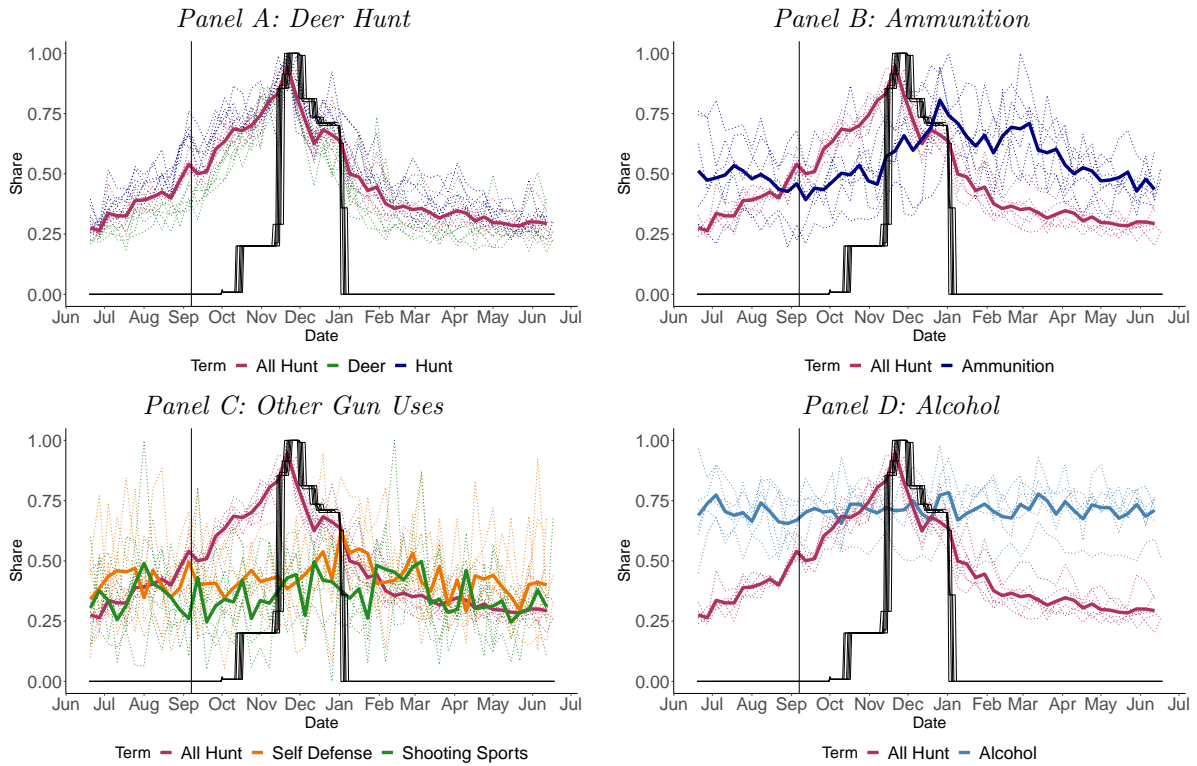 Panel A: Deer Hunt
1.00
0.75
0.50
0.25
0.00
Share
Jun Jul Aug Sep Oct Nov Dec Jan Feb Mar Apr May Jun Jul
Date
Term All Hunt Deer Hunt
Panel B: Ammunition
1.00
0.75
0.50
0.25
0.00
Share
Jun Jul Aug Sep Oct Nov Dec Jan Feb Mar Apr May Jun Jul
Date
Term All Hunt Ammunition
Panel C: Other Gun Uses
1.00
0.75
0.50
0.25
0.00
Share
Jun Jul Aug Sep Oct Nov Dec Jan Feb Mar Apr May Jun Jul
Date
Term All Hunt Self Defense Shooting Sports
Panel D: Alcohol
1.00
0.75
0.50
0.25
0.00
Share
Jun Jul Aug Sep Oct Nov Dec Jan Feb Mar Apr May Jun Jul
Date
Term All Hunt Alcohol